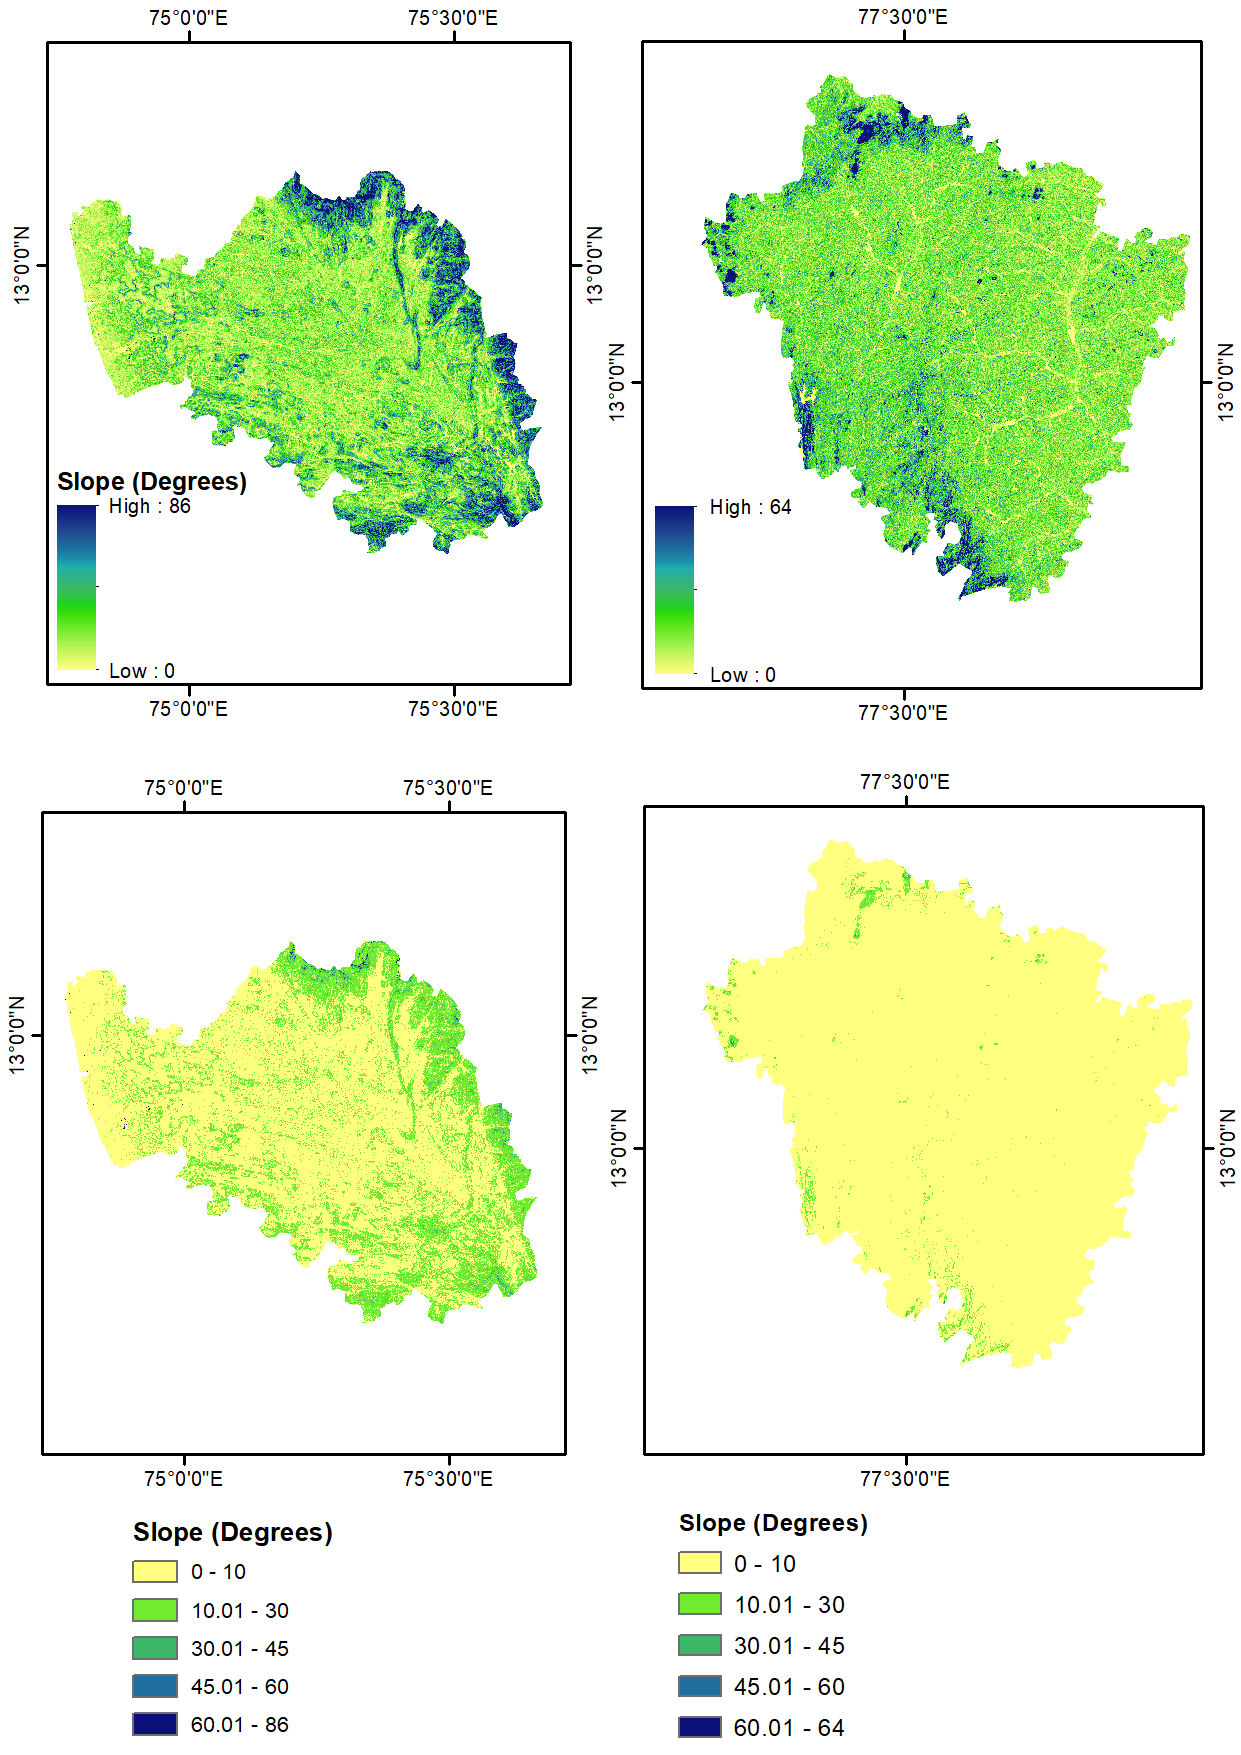 75°0'0"E 75°30'0"E
13°0'0"N 13°0'0"N
Slope (Degrees)
High : 86
Low : 0
75°0'0"E 75°30'0"E
77°30'0"E
13°0'0"N 13°0'0"N
High : 64
Low : 0
77°30'0"E
75°0'0"E 75°30'0"E
13°0'0"N 13°0'0"N
75°0'0"E 75°30'0"E
Slope (Degrees)
0 - 10
10.01 - 30
30.01 - 45
45.01 - 60
60.01 - 86
77°30'0"E
13°0'0"N 13°0'0"N
77°30'0"E
Slope (Degrees)
0 - 10
10.01 - 30
30.01 - 45
45.01 - 60
60.01 - 64